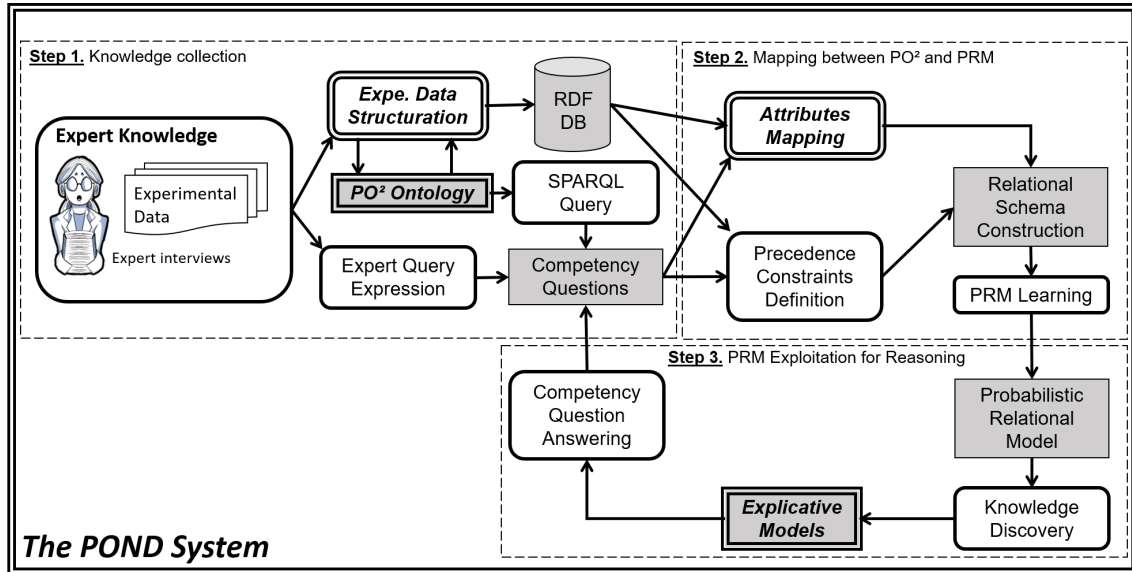 Step 1. Knowledge collection
Expert Knowledge
Experimental
Data
Expert interviews
Expe. Data
Structuration
RDF
DB
PO² Ontology
SPARQL
Query
Expert Query
Expression
Competency
Questions
Step 2. Mapping between PO² and PRM
Attributes
Mapping
Precedence
Constraints
Definition
Relational
Schema
Construction
PRM Learning
Step 3. PRM Exploitation for Reasoning
Probabilistic
Relational
Model
Knowledge
Discovery
Explicative
Models
Competency
Question
Answering
The POND System